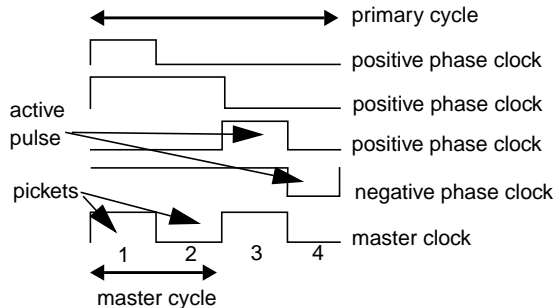 primary cycle
positive phase clock
positive phase clock
active
pulse
positive phase clock
negative phase clock
pickets
master clock
1 2 3 4
master cycle